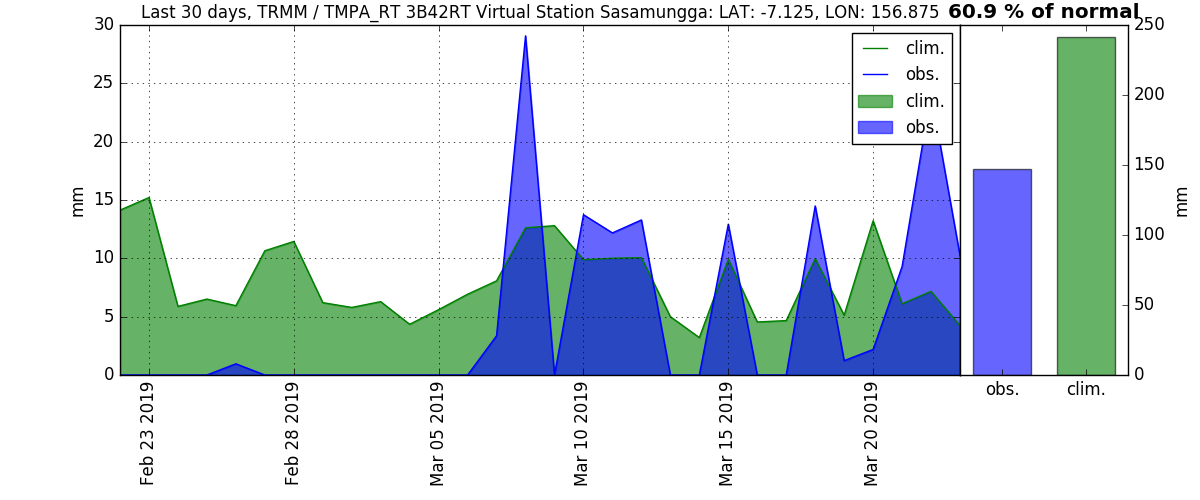 Last 30 days, TRMM / TMPA_RT 3B42RT Virtual Station Sasamungga: LAT: -7.125, LON: 156.875 60.9 % of normal
30
25
20
15
10
5
0
mm
clim.
obs.
clim.
obs.
250
200
150
100
50
0
mm
obs. clim.
Feb 23 2019
Feb 28 2019
Mar 05 2019
Mar 10 2019
Mar 15 2019
Mar 20 2019